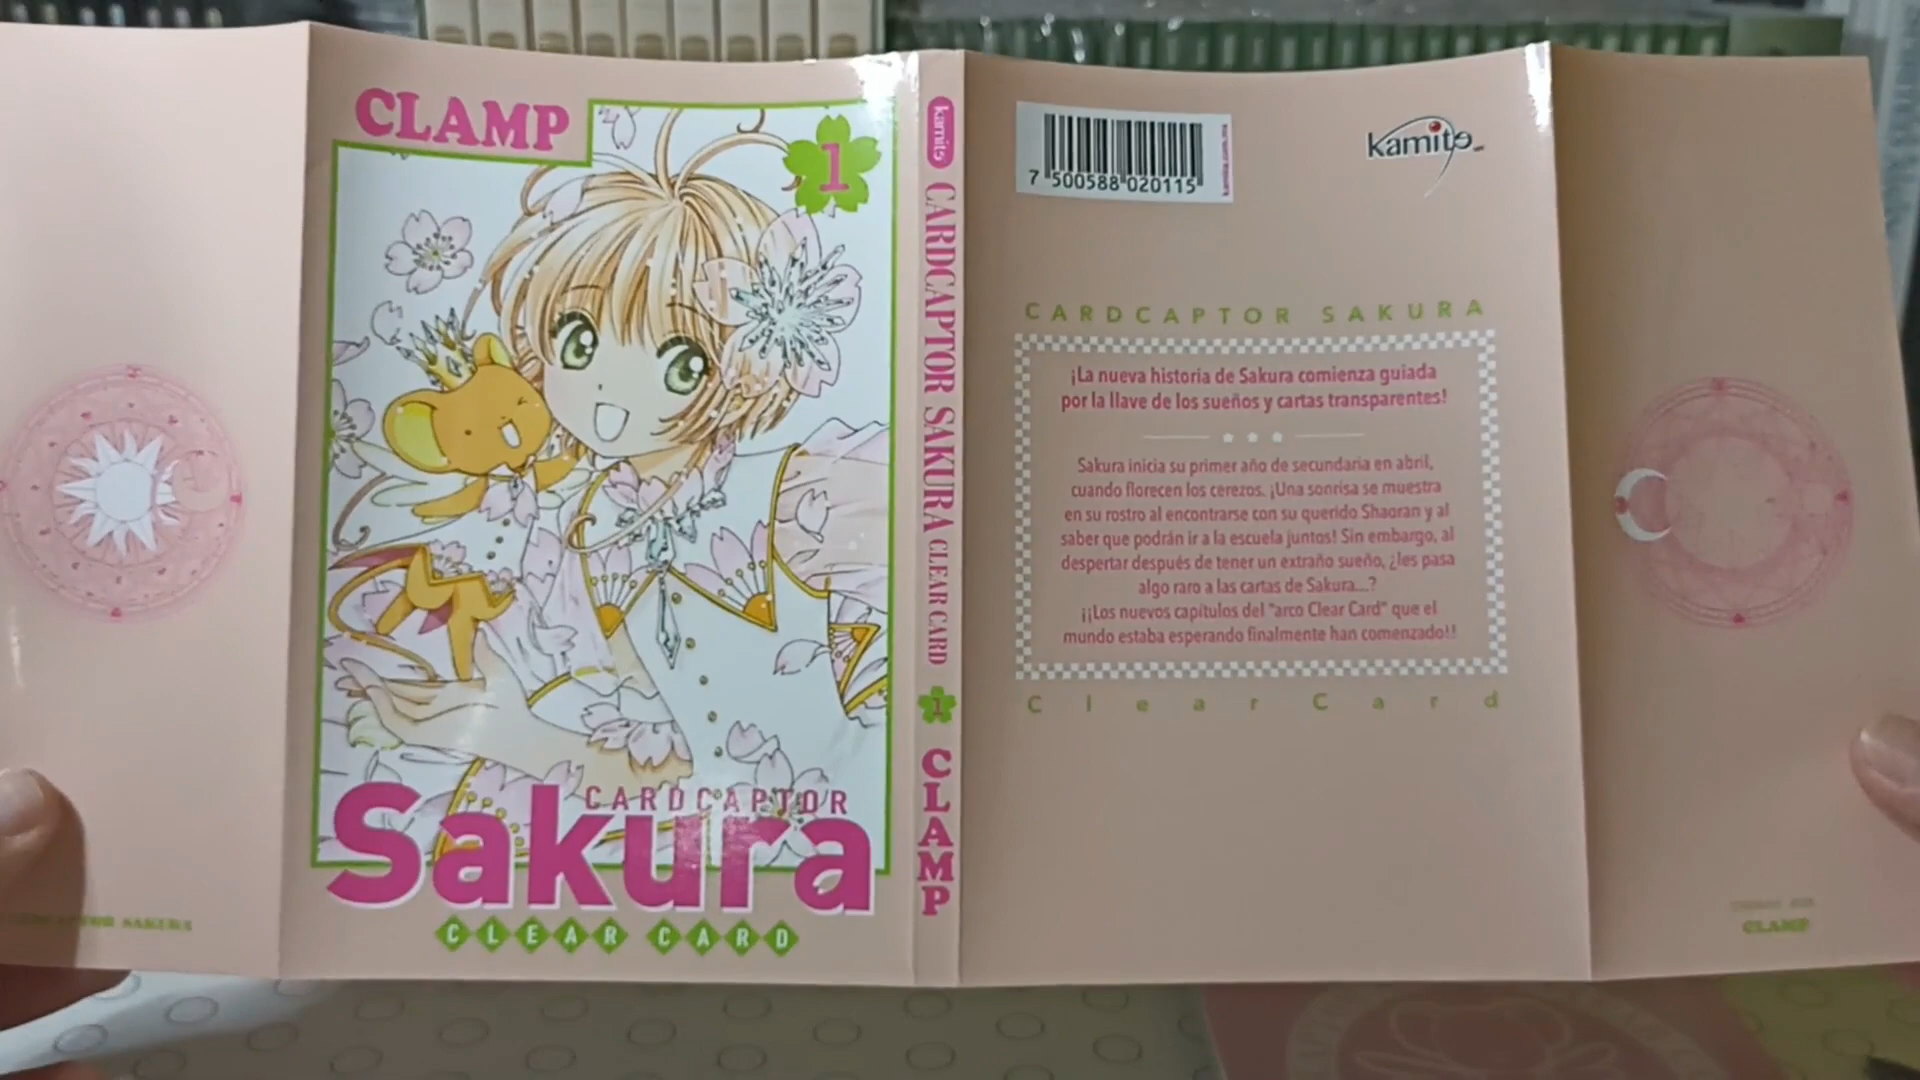 CLAMP
1
CARDCAPTOR
Sakura
CLEAR CARD
kamite
CARDCAPTOR SAKURA CLEAR CARD
1
CLAMP
7 500588 020115
kamite.com.mx
kamite
CARDCAPTOR SAKURA
¡La nueva historia de Sakura comienza guiada
por la llave de los sueños y cartas transparentes!
Sakura inicia su primer año de secundaria en abril,
cuando florecen los cerezos. ¡Una sonrisa se muestra
en su rostro al encontrarse con su querido Shaoran y al
saber que podrán ir a la escuela juntos! Sin embargo, al
despertar después de tener un extraño sueño, ¿les pasa
algo raro a las cartas de Sakura...?
¡¡Los nuevos capítulos del "arco Clear Card" que el
mundo estaba esperando finalmente han comenzado!!
Clear Card
SAKURA
CLAMP